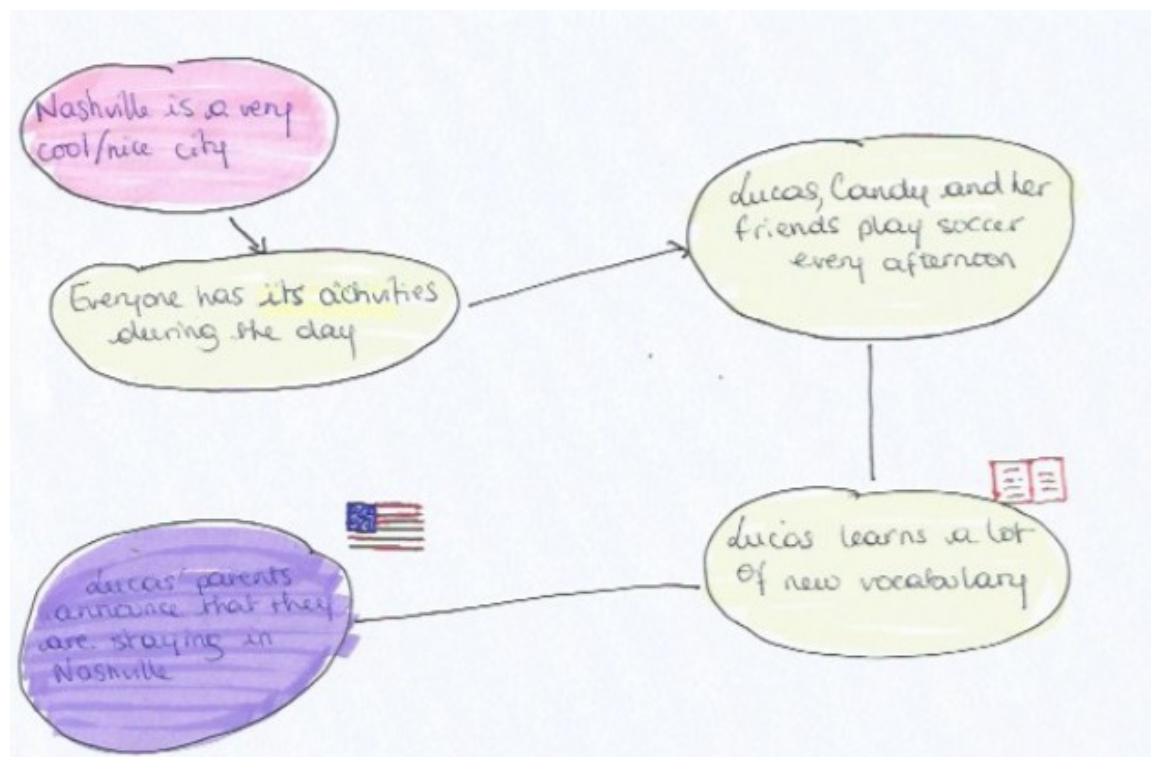 Nashville is a very
cool/nice city
Everyone has its activities
during the day
Lucas, Candy and her
friends play soccer
every afternoon
Lucas learns a lot
of new vocabulary
Lucas' parents
annonce that they
are staying in
Nashville